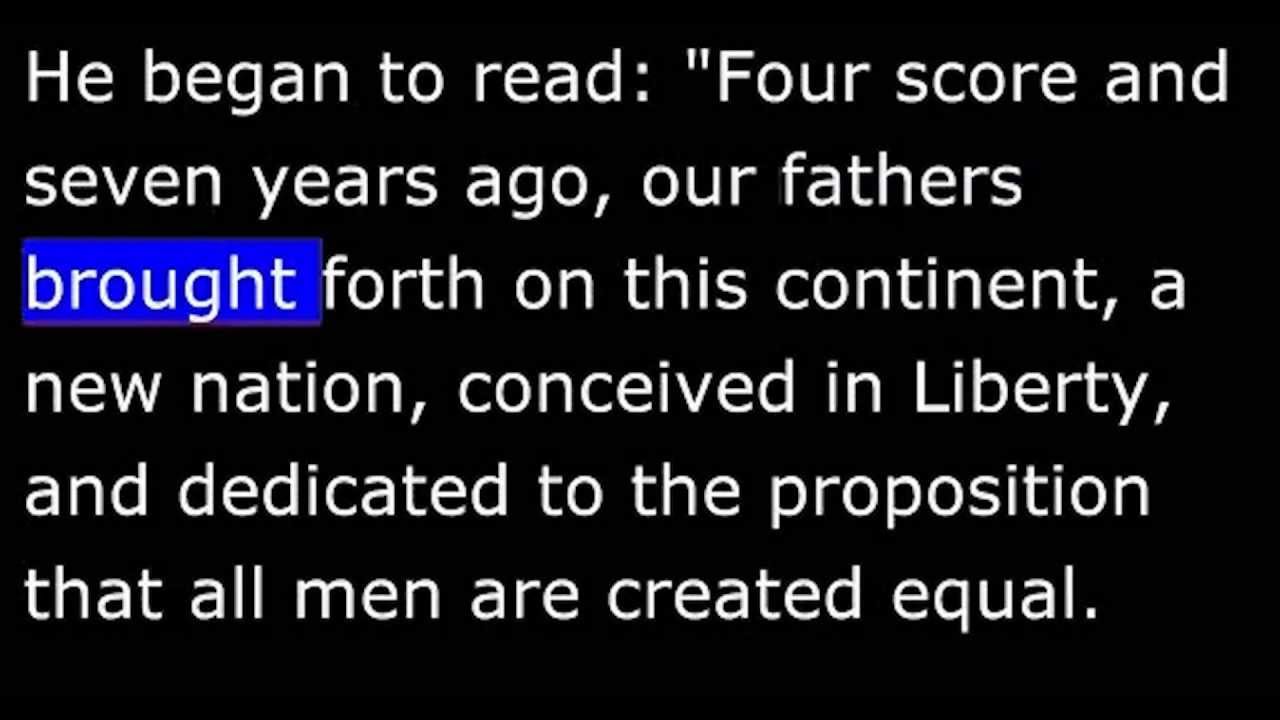 He began to read: "Four score and
seven years ago, our fathers
brought forth on this continent, a
new nation, conceived in Liberty,
and dedicated to the proposition
that all men are created equal.